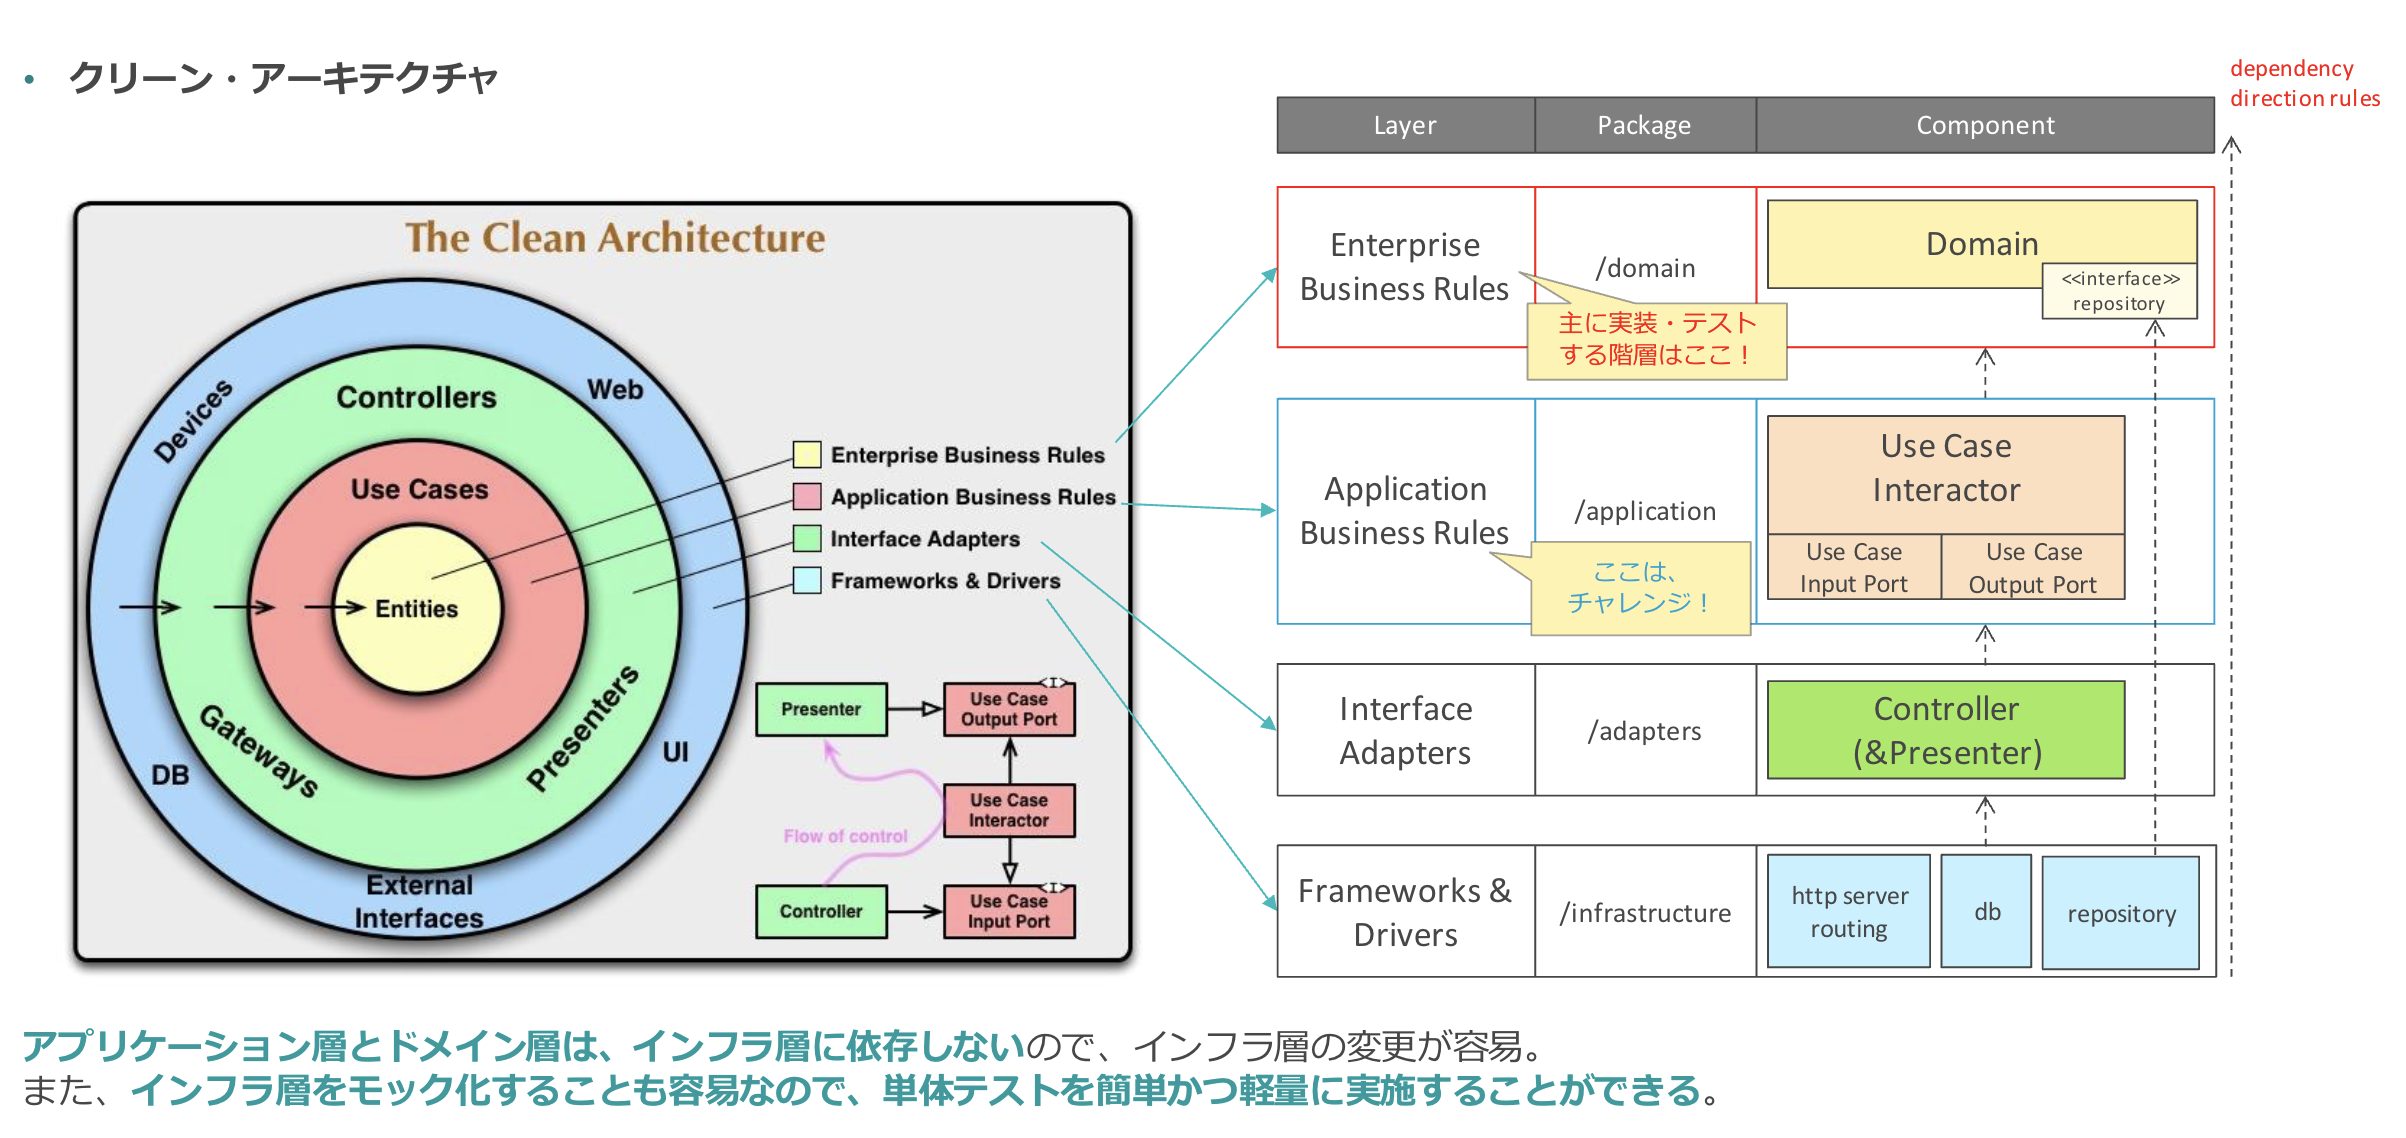 • クリーン・アーキテクチャ
The Clean Architecture
Devices
Web
Controllers
Use Cases
Entities
Gateways
Presenters
DB
UI
External
Interfaces
Enterprise Business Rules
Application Business Rules
Interface Adapters
Frameworks & Drivers
Presenter
<I>
Use Case
Output Port
Use Case
Interactor
Flow of control
Controller
<I>
Use Case
Input Port
dependency
direction rules
Layer
Package
Component
Enterprise
Business Rules
/domain
Domain
<<interface>>
repository
主に実装・テスト
する階層はここ！
Application
Business Rules
/application
Use Case
Interactor
Use Case
Input Port
Use Case
Output Port
ここは、
チャレンジ！
Interface
Adapters
/adapters
Controller
(&Presenter)
Frameworks &
Drivers
/infrastructure
http server
routing
db
repository
アプリケーション層とドメイン層は、インフラ層に依存しないので、インフラ層の変更が容易。
また、インフラ層をモック化することも容易なので、単体テストを簡単かつ軽量に実施することができる。